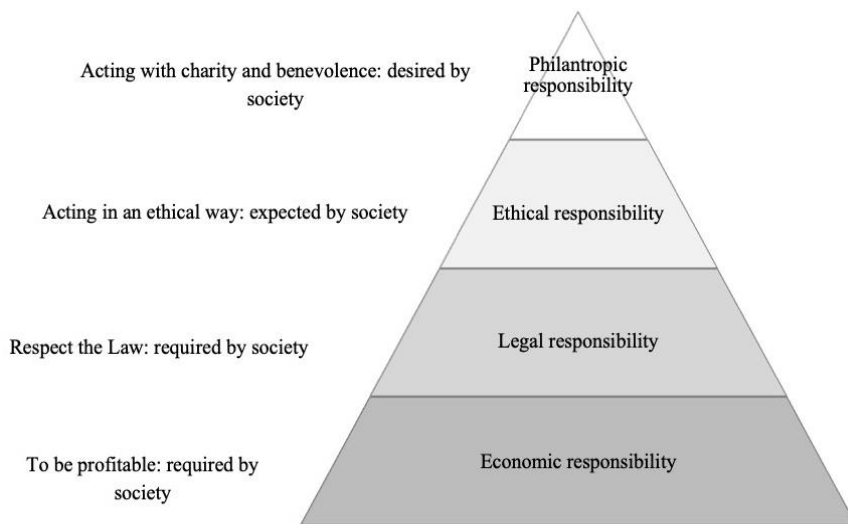 Acting with charity and benevolence: desired by
society
Philantropic
responsibility
Acting in an ethical way: expected by society
Ethical responsibility
Respect the Law: required by society
Legal responsibility
To be profitable: required by
society
Economic responsibility